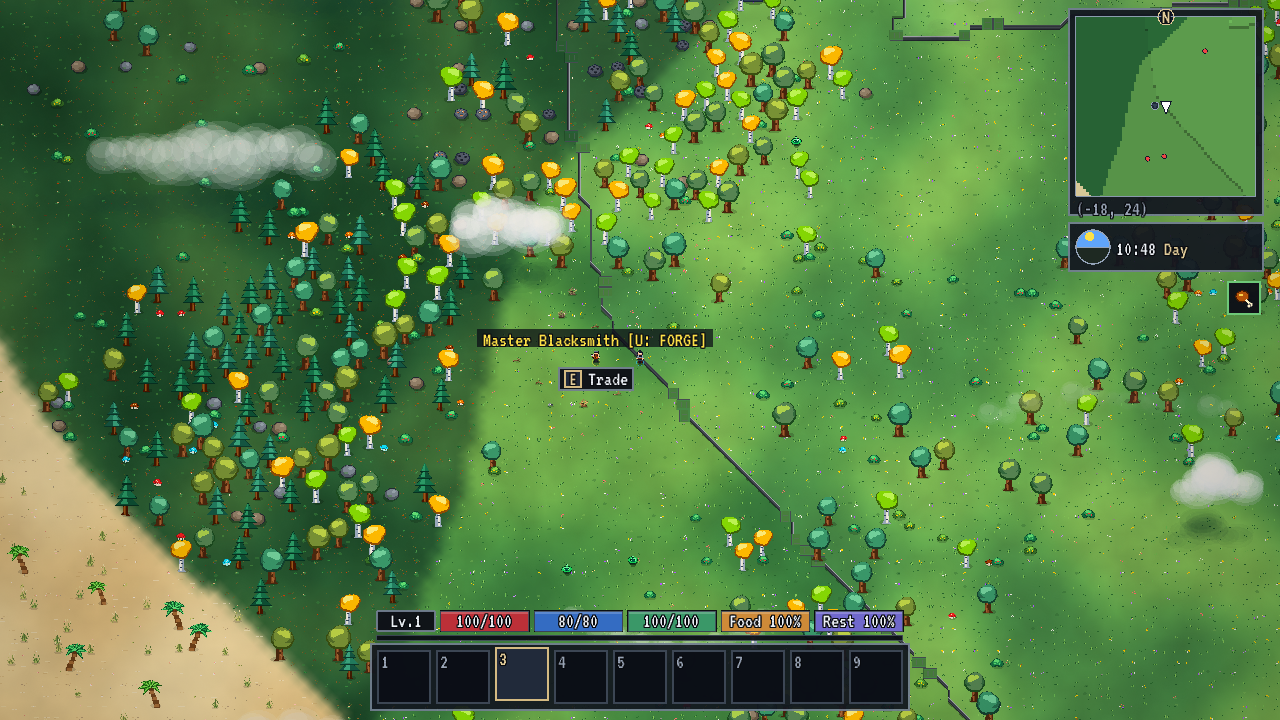 N
(-18, 24)
10:48 Day
Master Blacksmith [U: FORGE]
E Trade
Lv.1 100/100 80/80 100/100 Food 100% Rest 100%
1 2 3 4 5 6 7 8 9